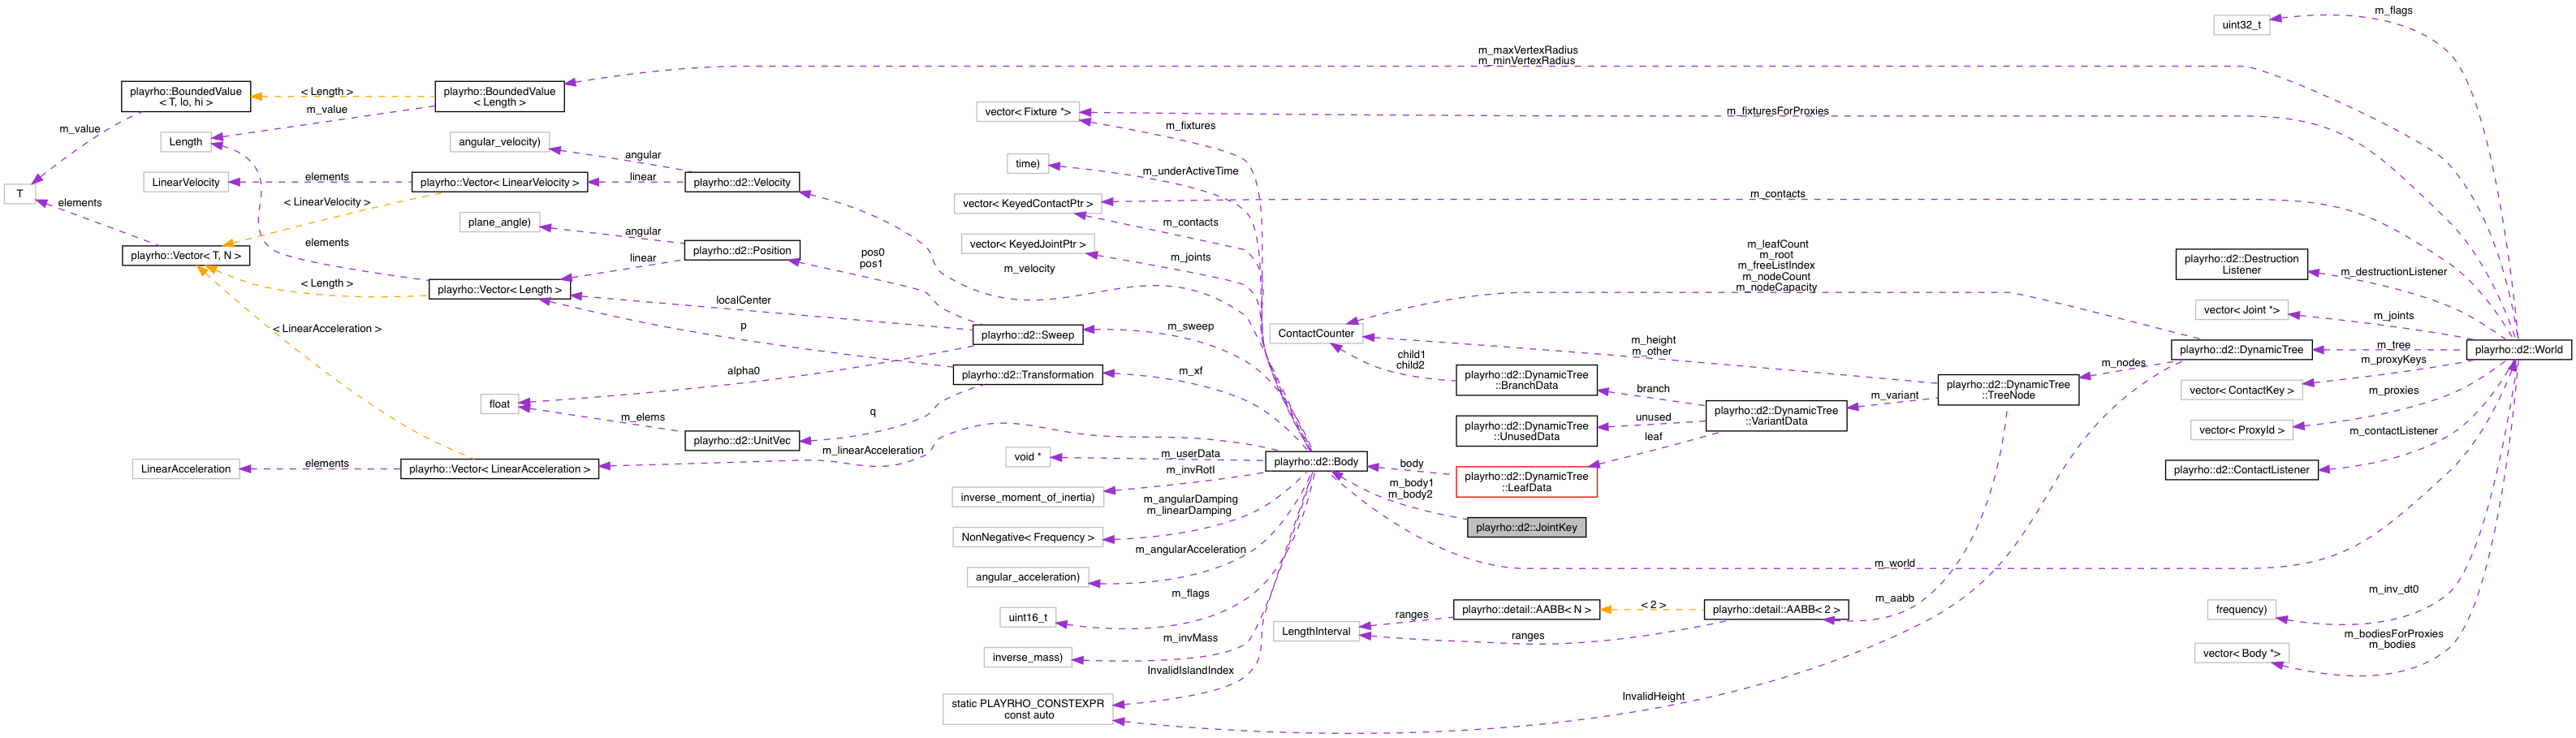 m_flags
uint32_t
m_maxVertexRadius
m_minVertexRadius
playrho::BoundedValue
< T, lo, hi >
< Length >
playrho::BoundedValue
< Length >
m_value
m_value
vector< Fixture *>
m_fixturesForProxies
m_fixtures
Length
angular_velocity)
angular
time)
m_underActiveTime
T
LinearVelocity
elements
playrho::Vector< LinearVelocity >
linear
playrho::d2::Velocity
elements
< LinearVelocity >
vector< KeyedContactPtr >
m_contacts
m_contacts
plane_angle)
angular
elements
playrho::Vector< T, N >
playrho::d2::Position
linear
pos0
pos1
m_velocity
vector< KeyedJointPtr >
m_joints
m_leafCount
m_root
m_freeListIndex
m_nodeCount
m_nodeCapacity
playrho::d2::Destruction
Listener
m_destructionListener
< Length >
playrho::Vector< Length >
localCenter
p
< LinearAcceleration >
playrho::d2::Sweep
m_sweep
ContactCounter
child1
child2
m_height
m_other
vector< Joint *>
m_joints
playrho::d2::DynamicTree
m_tree
m_proxyKeys
playrho::d2::World
m_nodes
alpha0
playrho::d2::Transformation
m_xf
playrho::d2::DynamicTree
::BranchData
branch
playrho::d2::DynamicTree
::TreeNode
m_variant
vector< ContactKey >
m_proxies
float
m_elems
q
playrho::d2::UnitVec
playrho::d2::DynamicTree
::UnusedData
unused
leaf
playrho::d2::DynamicTree
::VariantData
vector< ProxyId >
m_contactListener
LinearAcceleration
elements
playrho::Vector< LinearAcceleration >
m_linearAcceleration
void *
m_userData
m_invRotI
playrho::d2::Body
body
playrho::d2::DynamicTree
::LeafData
playrho::d2::ContactListener
inverse_moment_of_inertia)
m_angularDamping
m_linearDamping
m_body1
m_body2
playrho::d2::JointKey
NonNegative< Frequency >
m_angularAcceleration
m_world
angular_acceleration)
m_flags
m_aabb
m_inv_dt0
uint16_t
playrho::detail::AABB< N >
< 2 >
playrho::detail::AABB< 2 >
ranges
frequency)
LengthInterval
ranges
m_invMass
m_bodiesForProxies
m_bodies
inverse_mass)
vector< Body *>
InvalidIslandIndex
InvalidHeight
static PLAYRHO_CONSTEXPR
const auto